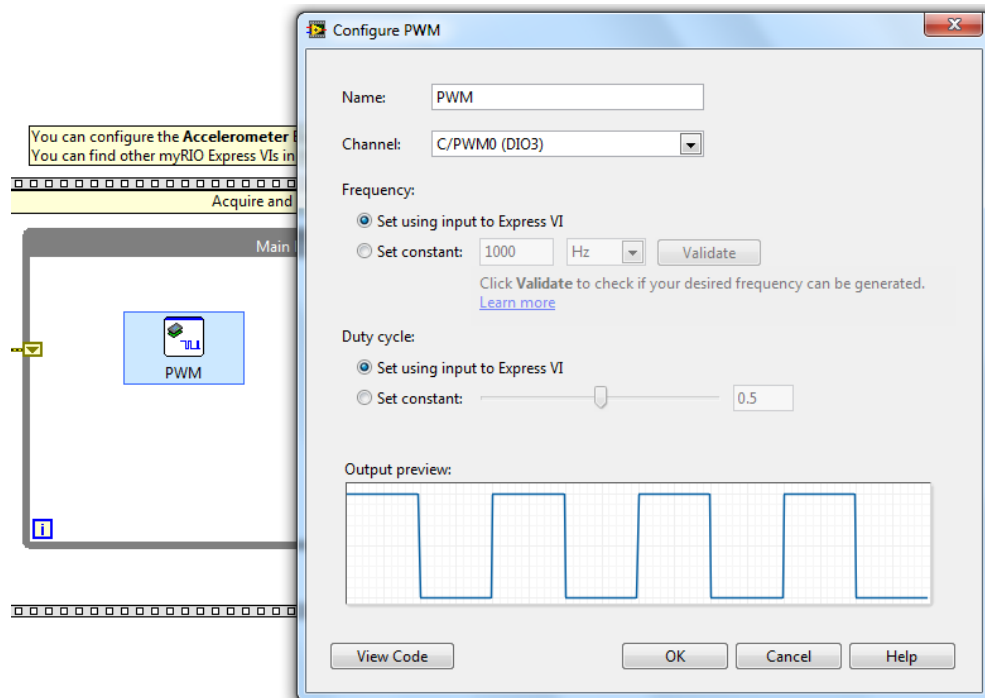 Configure PWM
X
Name: PWM
You can configure the Accelerometer
You can find other myRIO Express VIs in
Channel: C/PWM0 (DIO3)
Acquire and
Main
PWM
i
Frequency:
Set using input to Express VI
Set constant: 1000 Hz Validate
Click Validate to check if your desired frequency can be generated.
Learn more
Duty cycle:
Set using input to Express VI
Set constant: 0.5
Output preview:
View Code OK Cancel Help